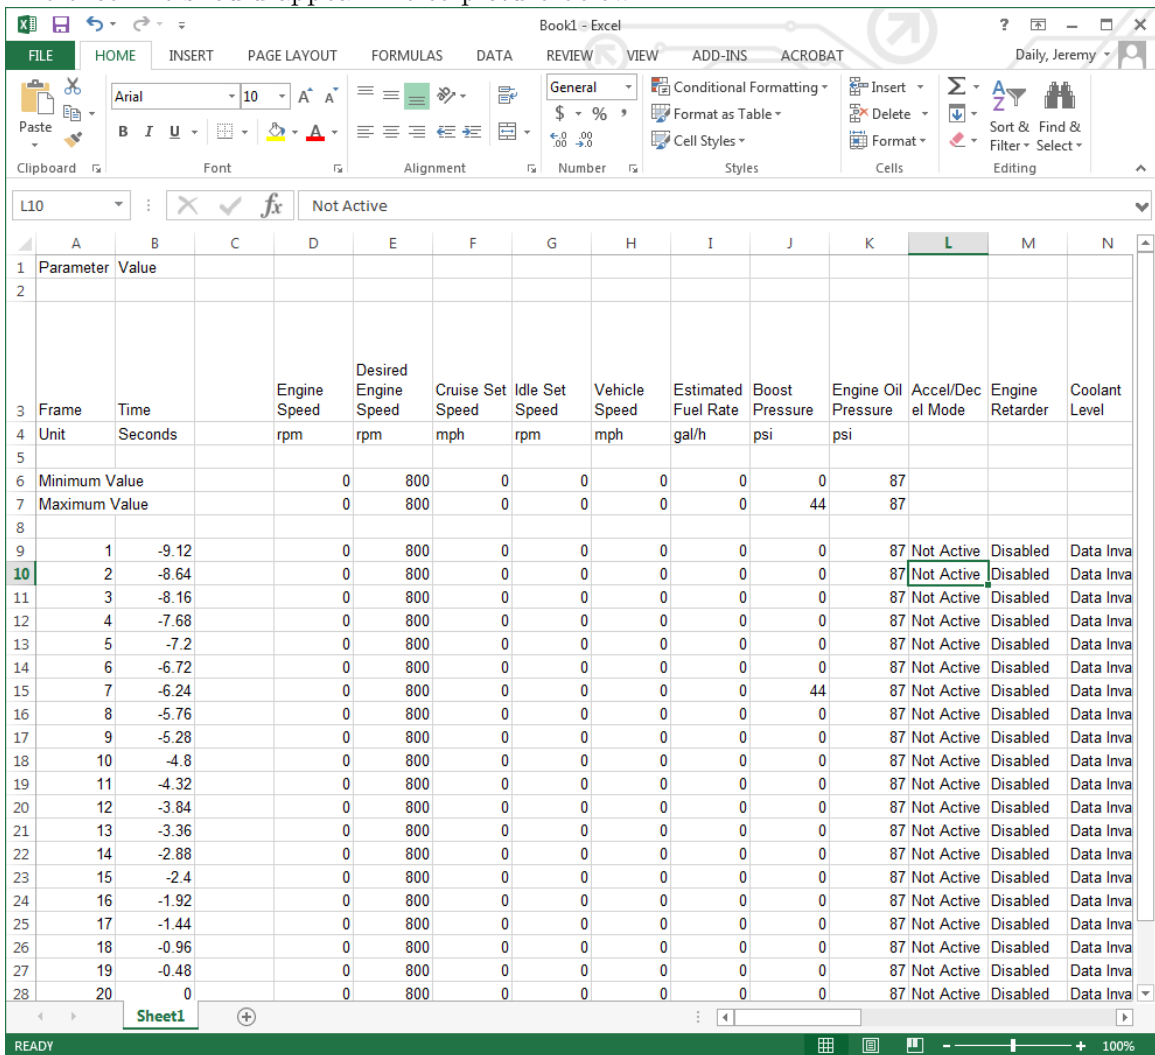 Book1 - Excel
FILE HOME INSERT PAGE LAYOUT FORMULAS DATA REVIEW VIEW ADD-INS ACROBAT Daily, Jeremy
Paste
Arial 10 A A
B I U A
General
$ % ,
Conditional Formatting
Format as Table
Cell Styles
Insert
Delete
Format
Sort & Filter
Find & Select
Clipboard Font Alignment Number Styles Cells Editing
L10 fx Not Active
A B C D E F G H I J K L M N
1 Parameter Value
2
3 Frame Time Engine Speed Desired Engine Speed Cruise Set Speed Idle Set Speed Vehicle Speed Estimated Fuel Rate Boost Pressure Engine Oil Pressure Accel/Decel Mode Engine Retarder Coolant Level
4 Unit Seconds rpm rpm mph rpm mph gal/h psi psi
5
6 Minimum Value 0 800 0 0 0 0 0 87
7 Maximum Value 0 800 0 0 0 0 44 87
8
9 1 -9.12 0 800 0 0 0 0 0 87 Not Active Disabled Data Inva
10 2 -8.64 0 800 0 0 0 0 0 87 Not Active Disabled Data Inva
11 3 -8.16 0 800 0 0 0 0 0 87 Not Active Disabled Data Inva
12 4 -7.68 0 800 0 0 0 0 0 87 Not Active Disabled Data Inva
13 5 -7.2 0 800 0 0 0 0 0 87 Not Active Disabled Data Inva
14 6 -6.72 0 800 0 0 0 0 0 87 Not Active Disabled Data Inva
15 7 -6.24 0 800 0 0 0 0 44 87 Not Active Disabled Data Inva
16 8 -5.76 0 800 0 0 0 0 0 87 Not Active Disabled Data Inva
17 9 -5.28 0 800 0 0 0 0 0 87 Not Active Disabled Data Inva
18 10 -4.8 0 800 0 0 0 0 0 87 Not Active Disabled Data Inva
19 11 -4.32 0 800 0 0 0 0 0 87 Not Active Disabled Data Inva
20 12 -3.84 0 800 0 0 0 0 0 87 Not Active Disabled Data Inva
21 13 -3.36 0 800 0 0 0 0 0 87 Not Active Disabled Data Inva
22 14 -2.88 0 800 0 0 0 0 0 87 Not Active Disabled Data Inva
23 15 -2.4 0 800 0 0 0 0 0 87 Not Active Disabled Data Inva
24 16 -1.92 0 800 0 0 0 0 0 87 Not Active Disabled Data Inva
25 17 -1.44 0 800 0 0 0 0 0 87 Not Active Disabled Data Inva
26 18 -0.96 0 800 0 0 0 0 0 87 Not Active Disabled Data Inva
27 19 -0.48 0 800 0 0 0 0 0 87 Not Active Disabled Data Inva
28 20 0 0 800 0 0 0 0 0 87 Not Active Disabled Data Inva
Sheet1
READY 100%